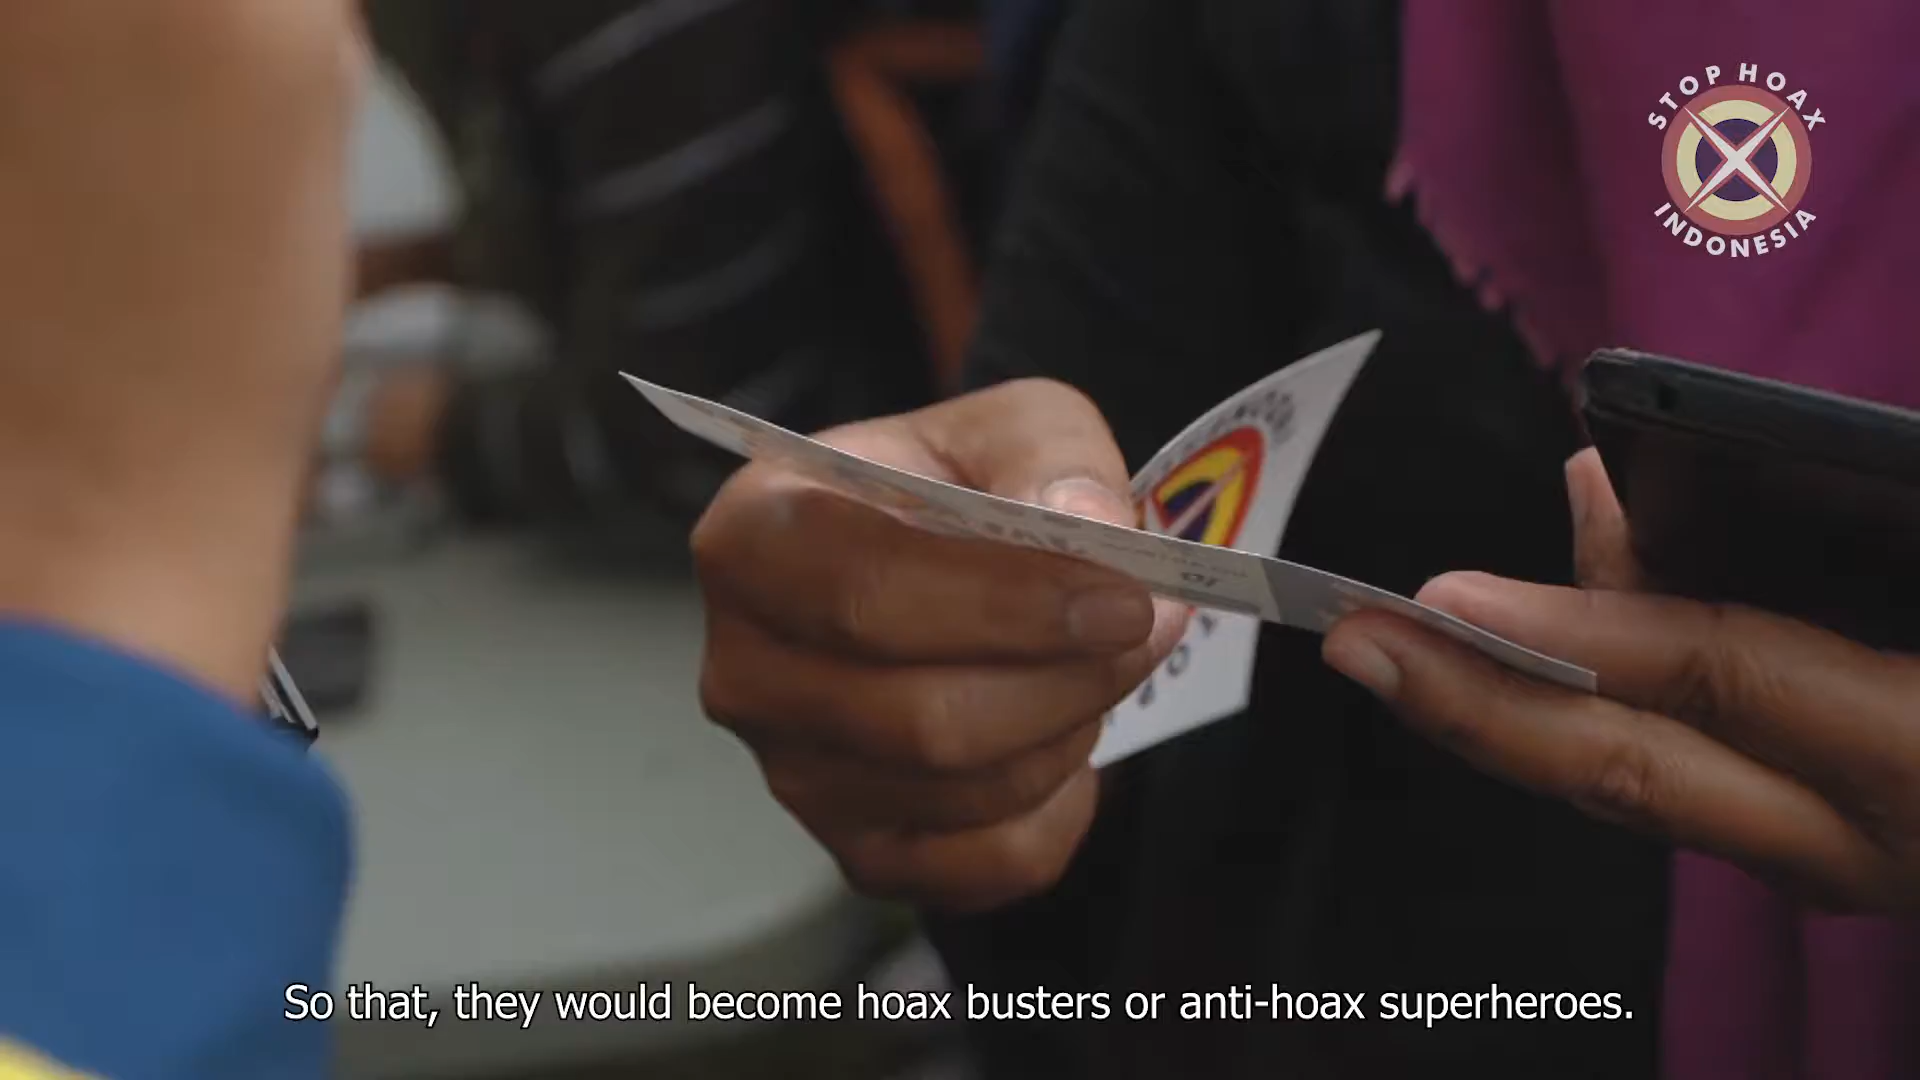 STOP HOAX
INDONESIA
So that, they would become hoax busters or anti-hoax superheroes.